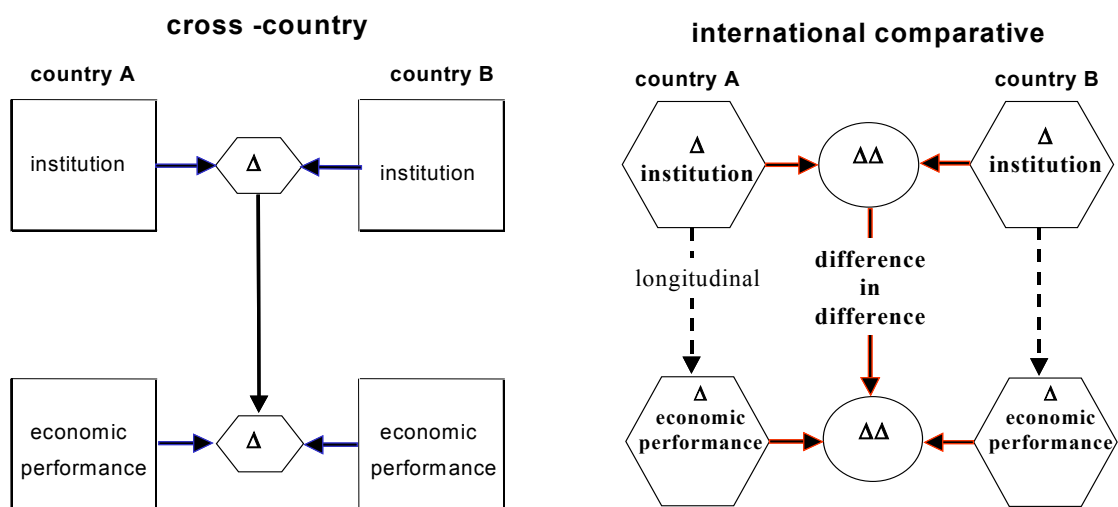 cross -country
country A
country B
institution
Δ
institution
economic
performance
Δ
economic
performance
international comparative
country A
country B
Δ
institution
ΔΔ
Δ
institution
longitudinal
difference
in
difference
Δ
economic
performance
ΔΔ
Δ
economic
performance